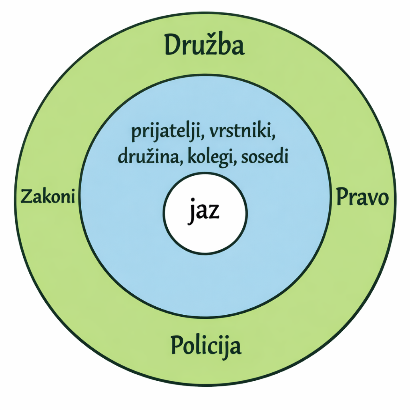 Družba
prijatelji, vrstniki,
družina, kolegi, sosedi
Zakoni
jaz
Pravo
Policija